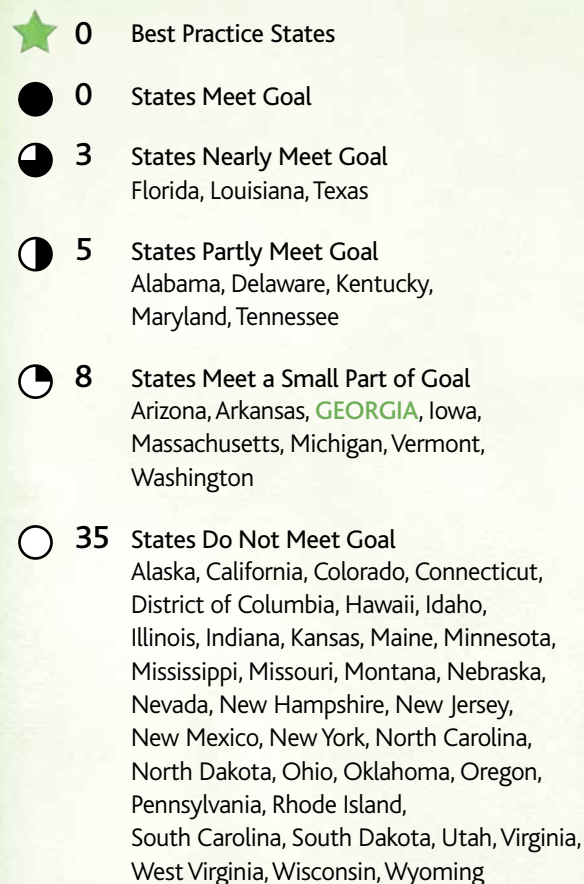 0 Best Practice States
0 States Meet Goal
3 States Nearly Meet Goal
Florida, Louisiana, Texas
5 States Partly Meet Goal
Alabama, Delaware, Kentucky,
Maryland, Tennessee
8 States Meet a Small Part of Goal
Arizona, Arkansas, GEORGIA, Iowa,
Massachusetts, Michigan, Vermont,
Washington
35 States Do Not Meet Goal
Alaska, California, Colorado, Connecticut,
District of Columbia, Hawaii, Idaho,
Illinois, Indiana, Kansas, Maine, Minnesota,
Mississippi, Missouri, Montana, Nebraska,
Nevada, New Hampshire, New Jersey,
New Mexico, New York, North Carolina,
North Dakota, Ohio, Oklahoma, Oregon,
Pennsylvania, Rhode Island,
South Carolina, South Dakota, Utah, Virginia,
West Virginia, Wisconsin, Wyoming